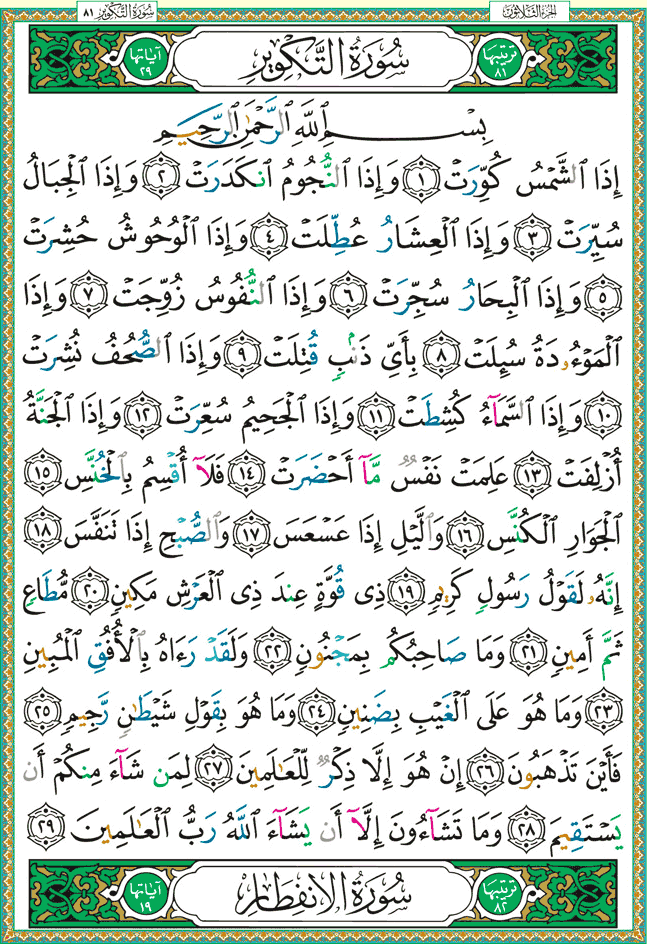 الجزء الثلاثون سورة التكوير ٨١
ترتيبها ٨١ سُورَةُ التَّكْوِيرِ آياتها ٢٩
بِسْمِ ٱللَّهِ ٱلرَّحْمَٰنِ ٱلرَّحِيمِ
إِذَا ٱلشَّمْسُ كُوِّرَتْ ١ وَإِذَا ٱلنُّجُومُ ٱنكَدَرَتْ ٢ وَإِذَا ٱلْجِبَالُ
سُيِّرَتْ ٣ وَإِذَا ٱلْعِشَارُ عُطِّلَتْ ٤ وَإِذَا ٱلْوُحُوشُ حُشِرَتْ
٥ وَإِذَا ٱلْبِحَارُ سُجِّرَتْ ٦ وَإِذَا ٱلنُّفُوسُ زُوِّجَتْ ٧ وَإِذَا
ٱلْمَوْءُۥدَةُ سُئِلَتْ ٨ بِأَىِّ ذَنۢبٍ قُتِلَتْ ٩ وَإِذَا ٱلصُّحُفُ نُشِرَتْ
١٠ وَإِذَا ٱلسَّمَآءُ كُشِطَتْ ١١ وَإِذَا ٱلْجَحِيمُ سُعِّرَتْ ١٢ وَإِذَا ٱلْجَنَّةُ
أُزْلِفَتْ ١٣ عَلِمَتْ نَفْسٌ مَّآ أَحْضَرَتْ ١٤ فَلَآ أُقْسِمُ بِٱلْخُنَّسِ ١٥
ٱلْجَوَارِ ٱلْكُنَّسِ ١٦ وَٱلَّيْلِ إِذَا عَسْعَسَ ١٧ وَٱلصُّبْحِ إِذَا تَنَفَّسَ ١٨
إِنَّهُۥ لَقَوْلُ رَسُولٍ كَرِيمٍ ١٩ ذِى قُوَّةٍ عِندَ ذِى ٱلْعَرْشِ مَكِينٍ ٢٠ مُّطَاعٍ
ثَمَّ أَمِينٍ ٢١ وَمَا صَاحِبُكُم بِمَجْنُونٍ ٢٢ وَلَقَدْ رَءَاهُ بِٱلْأُفُقِ ٱلْمُبِينِ
٢٣ وَمَا هُوَ عَلَى ٱلْغَيْبِ بِضَنِينٍ ٢٤ وَمَا هُوَ بِقَوْلِ شَيْطَٰنٍ رَّجِيمٍ ٢٥
فَأَيْنَ تَذْهَبُونَ ٢٦ إِنْ هُوَ إِلَّا ذِكْرٌ لِّلْعَٰلَمِينَ ٢٧ لِمَن شَآءَ مِنكُمْ أَن
يَسْتَقِيمَ ٢٨ وَمَا تَشَآءُونَ إِلَّآ أَن يَشَآءَ ٱللَّهُ رَبُّ ٱلْعَٰلَمِينَ ٢٩
ترتيبها ٨٢ سُورَةُ الانفِطَارِ آياتها ١٩